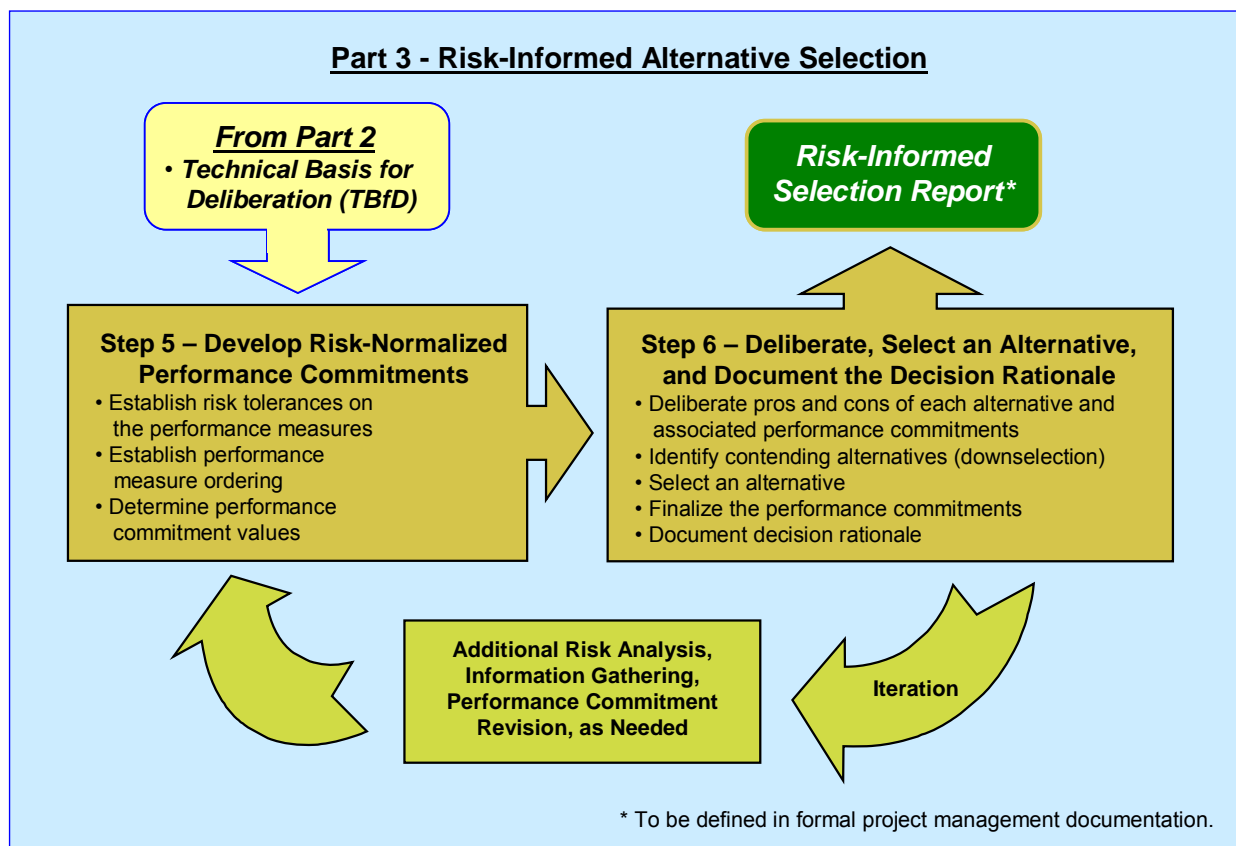 Part 3 - Risk-Informed Alternative Selection
From Part 2
• Technical Basis for
Deliberation (TBfD)
Risk-Informed
Selection Report*
Step 5 – Develop Risk-Normalized
Performance Commitments
• Establish risk tolerances on
the performance measures
• Establish performance
measure ordering
• Determine performance
commitment values
Step 6 – Deliberate, Select an Alternative,
and Document the Decision Rationale
• Deliberate pros and cons of each alternative and
associated performance commitments
• Identify contending alternatives (downselection)
• Select an alternative
• Finalize the performance commitments
• Document decision rationale
Additional Risk Analysis,
Information Gathering,
Performance Commitment
Revision, as Needed
Iteration
* To be defined in formal project management documentation.